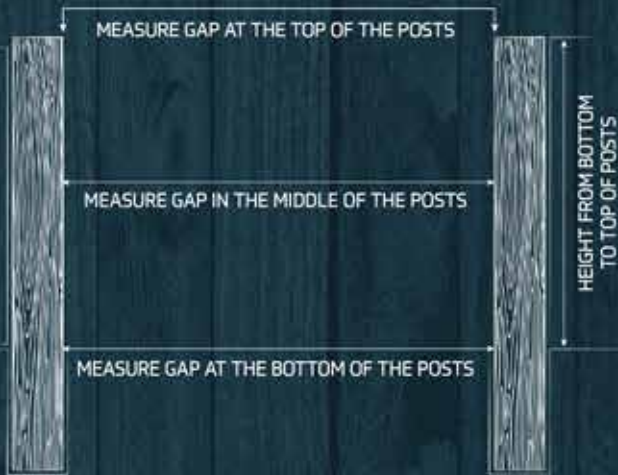 MEASURE GAP AT THE TOP OF THE POSTS
MEASURE GAP IN THE MIDDLE OF THE POSTS
MEASURE GAP AT THE BOTTOM OF THE POSTS
HEIGHT FROM BOTTOM
TO TOP OF POSTS